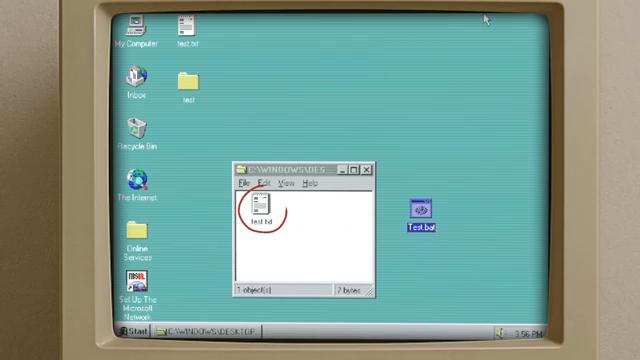 My Computer
test.txt
Inbox
test
Recycle Bin
The Internet
Online
Services
Set Up The
Microsoft
Network
C:\WINDOWS\DES...
File Edit View Help
test.txt
1 object(s)
7 bytes
Test.bat
Start
C:\WINDOWS\DESKTOP
3:56 PM